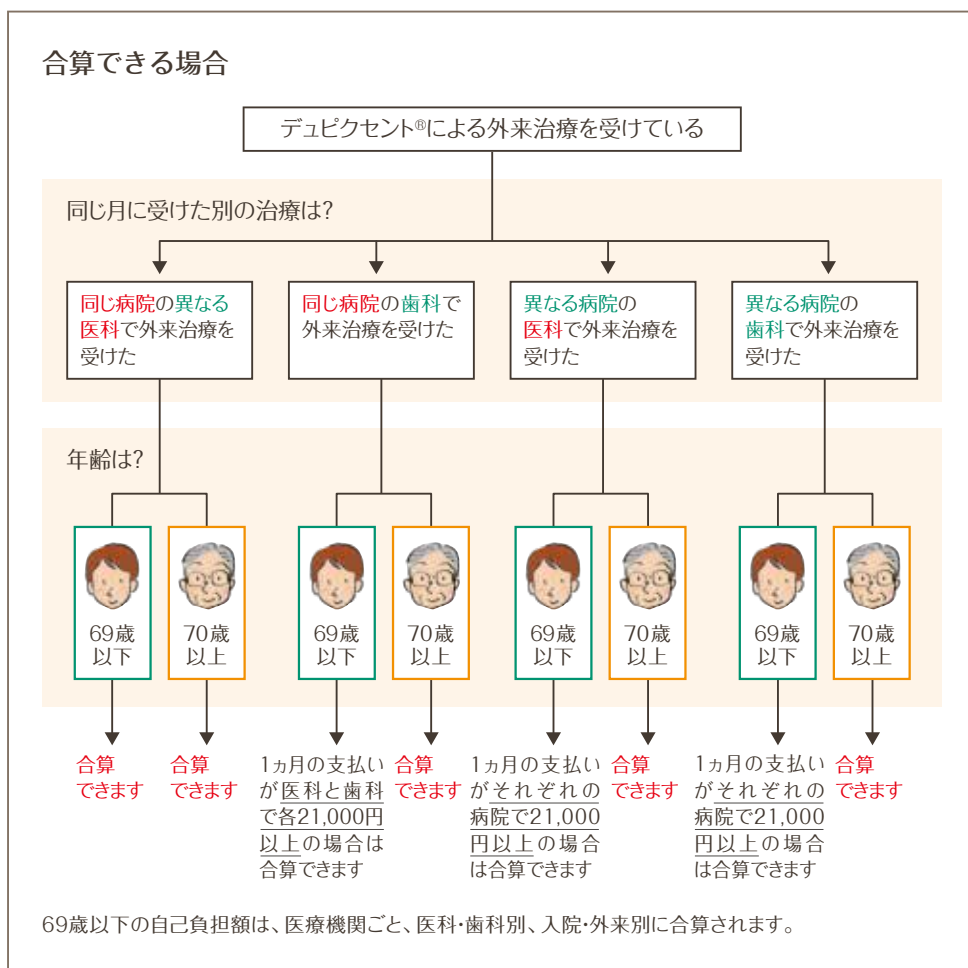 合算できる場合
デュピクセント®による外来治療を受けている
同じ月に受けた別の治療は?
同じ病院の異なる
医科で外来治療を
受けた
同じ病院の歯科で
外来治療を受けた
異なる病院の
医科で外来治療を
受けた
異なる病院の
歯科で外来治療を
受けた
年齢は?
69歳
以下
70歳
以上
69歳
以下
70歳
以上
69歳
以下
70歳
以上
69歳
以下
70歳
以上
合算
できます
合算
できます
1ヵ月の支払い
が医科と歯科
で各21,000円
以上の場合は
合算できます
合算
できます
1ヵ月の支払い
がそれぞれの
病院で21,000
円以上の場合
は合算できます
合算
できます
1ヵ月の支払い
がそれぞれの
病院で21,000
円以上の場合
は合算できます
合算
できます
69歳以下の自己負担額は、医療機関ごと、医科・歯科別、入院・外来別に合算されます。